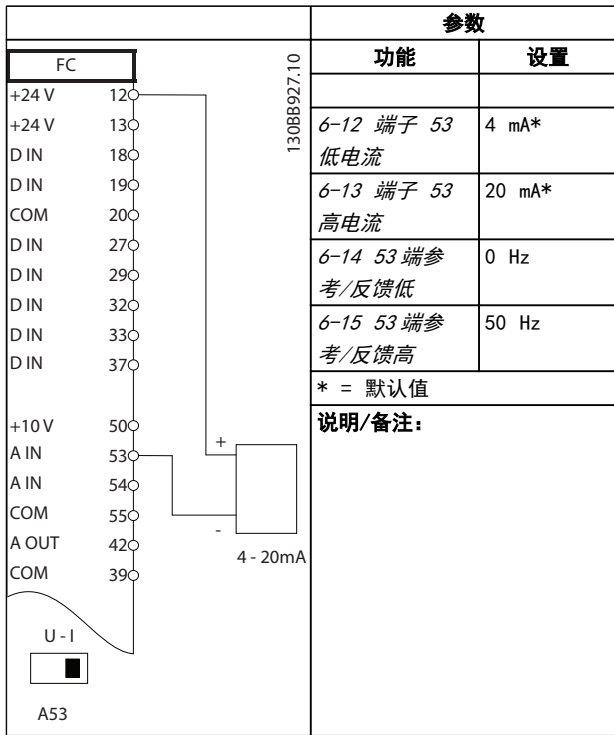 FC
+24 V 12
+24 V 13
D IN 18
D IN 19
COM 20
D IN 27
D IN 29
D IN 32
D IN 33
D IN 37
+10 V 50
A IN 53
A IN 54
COM 55
A OUT 42
COM 39
U - I
A53
+
-
4 - 20mA
130BB927.10
参数
功能 设置
6-12 端子 53 4 mA*
低电流
6-13 端子 53 20 mA*
高电流
6-14 53 端参 0 Hz
考/反馈低
6-15 53 端参 50 Hz
考/反馈高
* = 默认值
说明/备注：